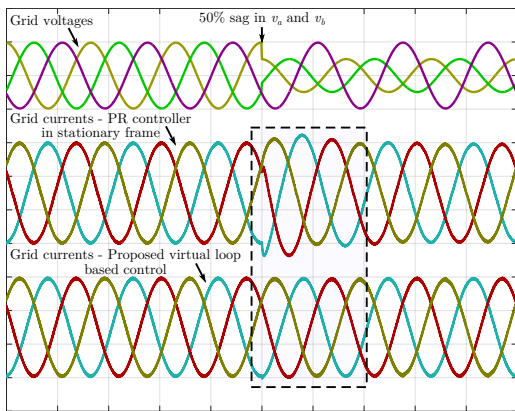 Grid voltages
50% sag in v_a and v_b
Grid currents - PR controller
in stationary frame
Grid currents - Proposed virtual loop
based control